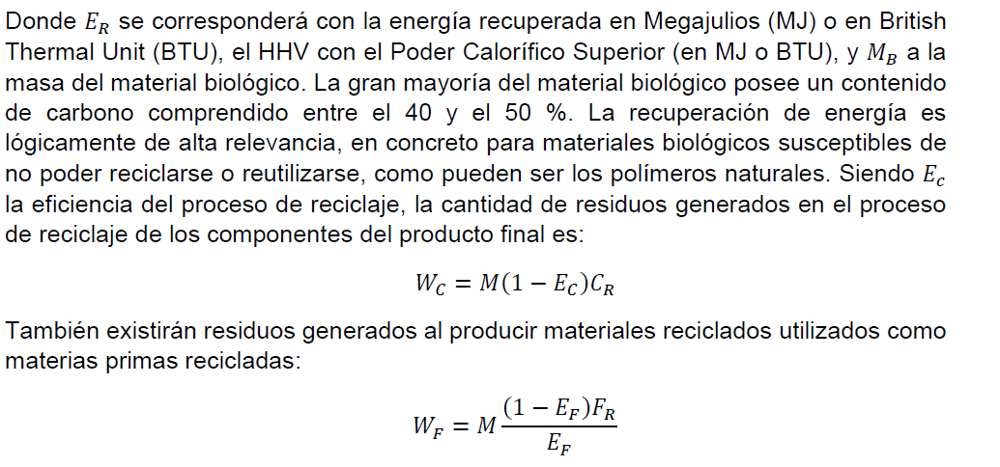 Donde E_R se corresponderá con la energía recuperada en Megajulios (MJ) o en British
Thermal Unit (BTU), el HHV con el Poder Calorífico Superior (en MJ o BTU), y M_B a la
masa del material biológico. La gran mayoría del material biológico posee un contenido
de carbono comprendido entre el 40 y el 50 %. La recuperación de energía es
lógicamente de alta relevancia, en concreto para materiales biológicos susceptibles de
no poder reciclarse o reutilizarse, como pueden ser los polímeros naturales. Siendo E_c
la eficiencia del proceso de reciclaje, la cantidad de residuos generados en el proceso
de reciclaje de los componentes del producto final es:
W_C = M(1 − E_C)C_R
También existirán residuos generados al producir materiales reciclados utilizados como
materias primas recicladas:
W_F = M \frac{(1 − E_F)F_R}{E_F}